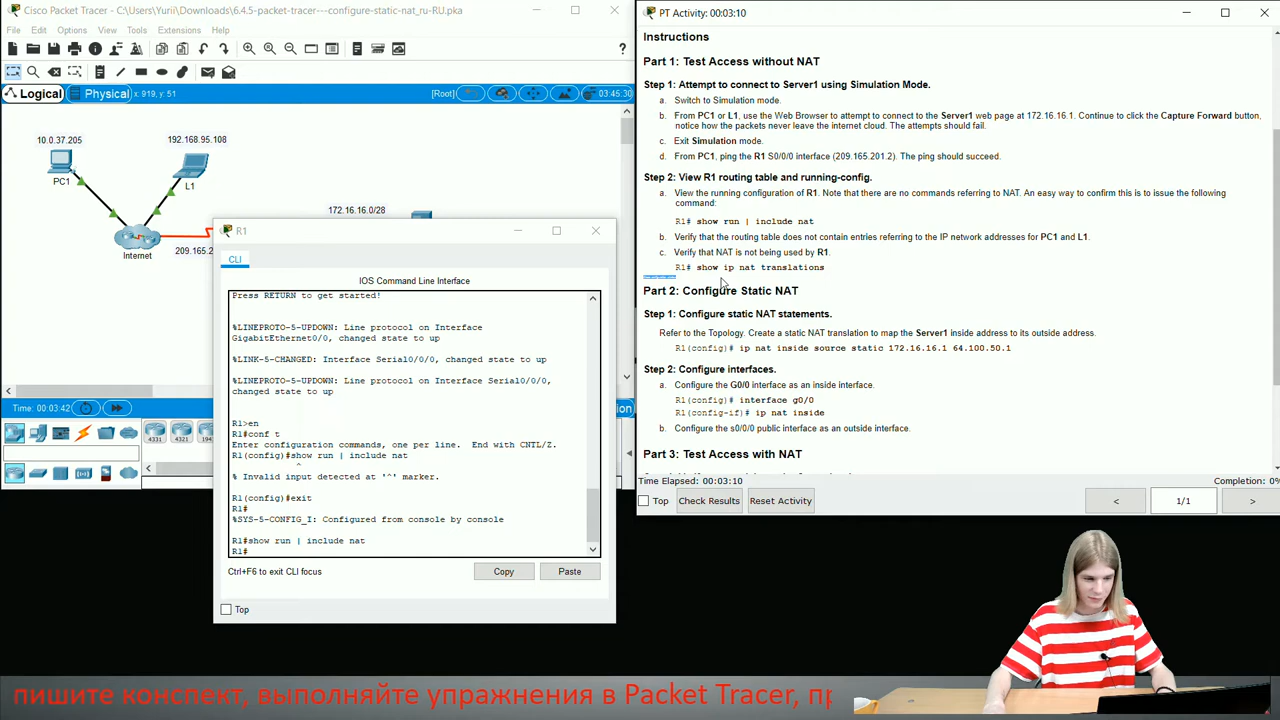 Cisco Packet Tracer - C:\Users\Yurii\Downloads\6.4.5-packet-tracer---configure-static-nat_ru-RU.pka
File Edit Options View Tools Extensions Help
Logical Physical x: 919, y: 51 [Root] 03:45:30
10.0.37.205
192.168.95.108
PC1
L1
172.16.16.0/28
Internet
209.165.2
Time: 00:03:42
4331 4321
R1
CLI
IOS Command Line Interface
Press RETURN to get started!
%LINEPROTO-5-UPDOWN: Line protocol on Interface
GigabitEthernet0/0, changed state to up
%LINK-5-CHANGED: Interface Serial0/0/0, changed state to up
%LINEPROTO-5-UPDOWN: Line protocol on Interface Serial0/0/0,
changed state to up
R1>en
R1#conf t
Enter configuration commands, one per line. End with CNTL/Z.
R1(config)#show run | include nat
^
% Invalid input detected at '^' marker.
R1(config)#exit
R1#
%SYS-5-CONFIG_I: Configured from console by console
R1#show run | include nat
R1#
Ctrl+F6 to exit CLI focus
Copy
Paste
Top
PT Activity: 00:03:10
Instructions
Part 1: Test Access without NAT
Step 1: Attempt to connect to Server1 using Simulation Mode.
a. Switch to Simulation mode.
b. From PC1 or L1, use the Web Browser to attempt to connect to the Server1 web page at 172.16.16.1. Continue to click the Capture Forward button,
notice how the packets never leave the internet cloud. The attempts should fail.
c. Exit Simulation mode.
d. From PC1, ping the R1 S0/0/0 interface (209.165.201.2). The ping should succeed.
Step 2: View R1 routing table and running-config.
a. View the running configuration of R1. Note that there are no commands referring to NAT. An easy way to confirm this is to issue the following
command:
R1# show run | include nat
b. Verify that the routing table does not contain entries referring to the IP network addresses for PC1 and L1.
c. Verify that NAT is not being used by R1.
R1# show ip nat translations
Part 2: Configure Static NAT
Step 1: Configure static NAT statements.
Refer to the Topology. Create a static NAT translation to map the Server1 inside address to its outside address.
R1(config)# ip nat inside source static 172.16.16.1 64.100.50.1
Step 2: Configure interfaces.
a. Configure the G0/0 interface as an inside interface.
R1(config)# interface g0/0
R1(config-if)# ip nat inside
b. Configure the s0/0/0 public interface as an outside interface.
Part 3: Test Access with NAT
Time Elapsed: 00:03:10 Completion: 0%
Top
Check Results
Reset Activity
<
1/1
>
пишите конспект, выполняйте упражнения в Packet Tracer, пр